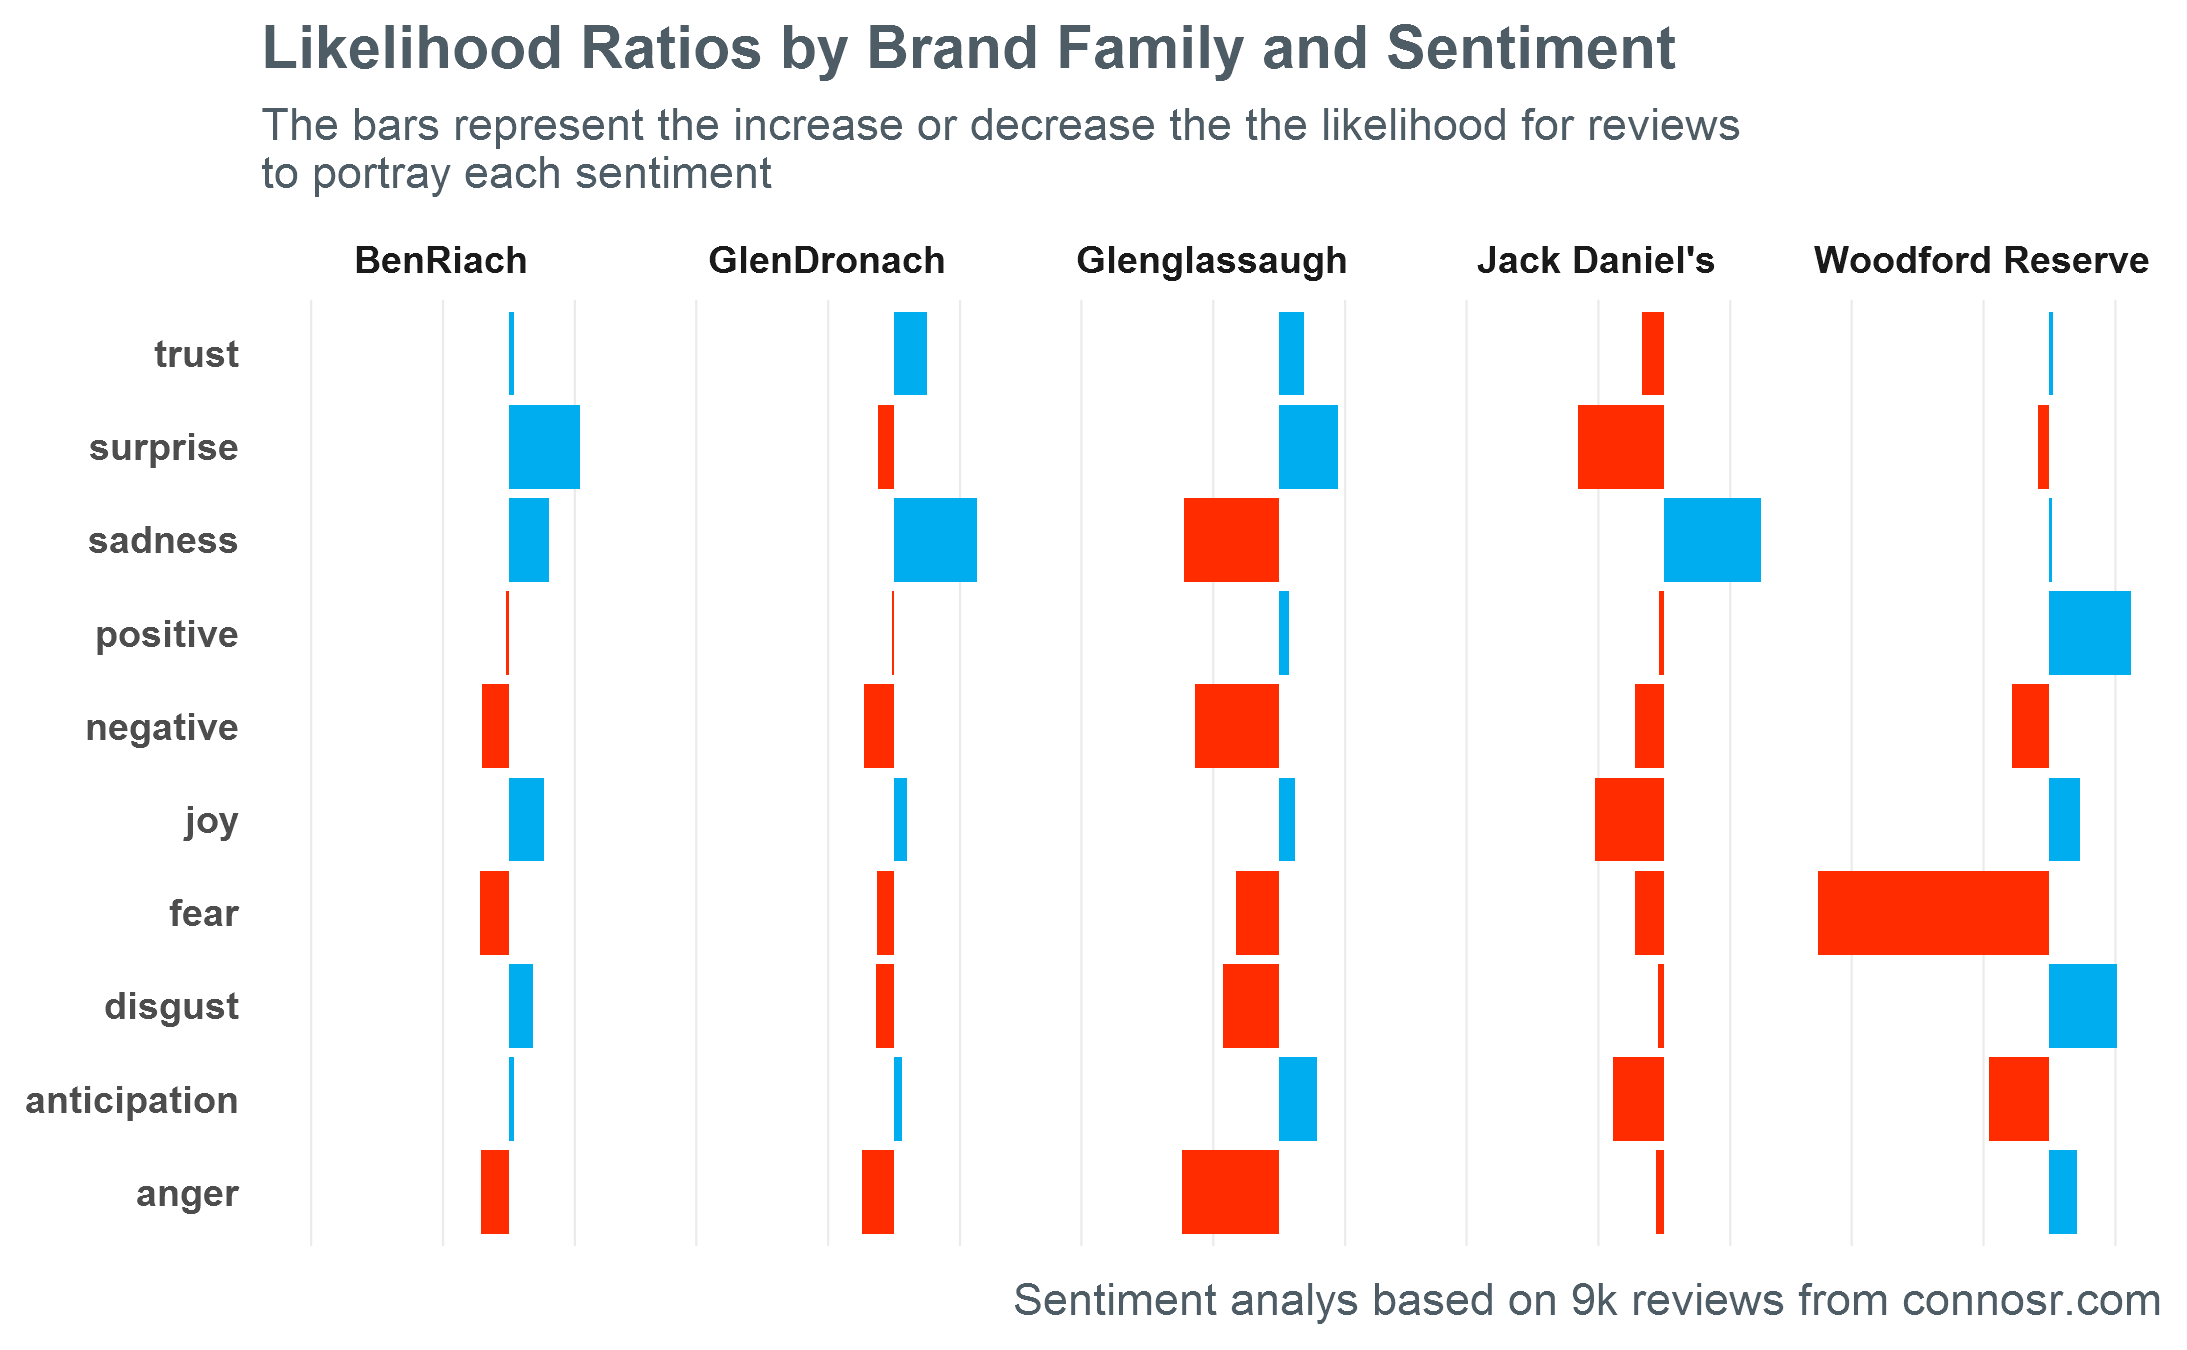 Likelihood Ratios by Brand Family and Sentiment
The bars represent the increase or decrease the the likelihood for reviews
to portray each sentiment
BenRiach GlenDronach Glenglassaugh Jack Daniel's Woodford Reserve
trust
surprise
sadness
positive
negative
joy
fear
disgust
anticipation
anger
Sentiment analys based on 9k reviews from connosr.com